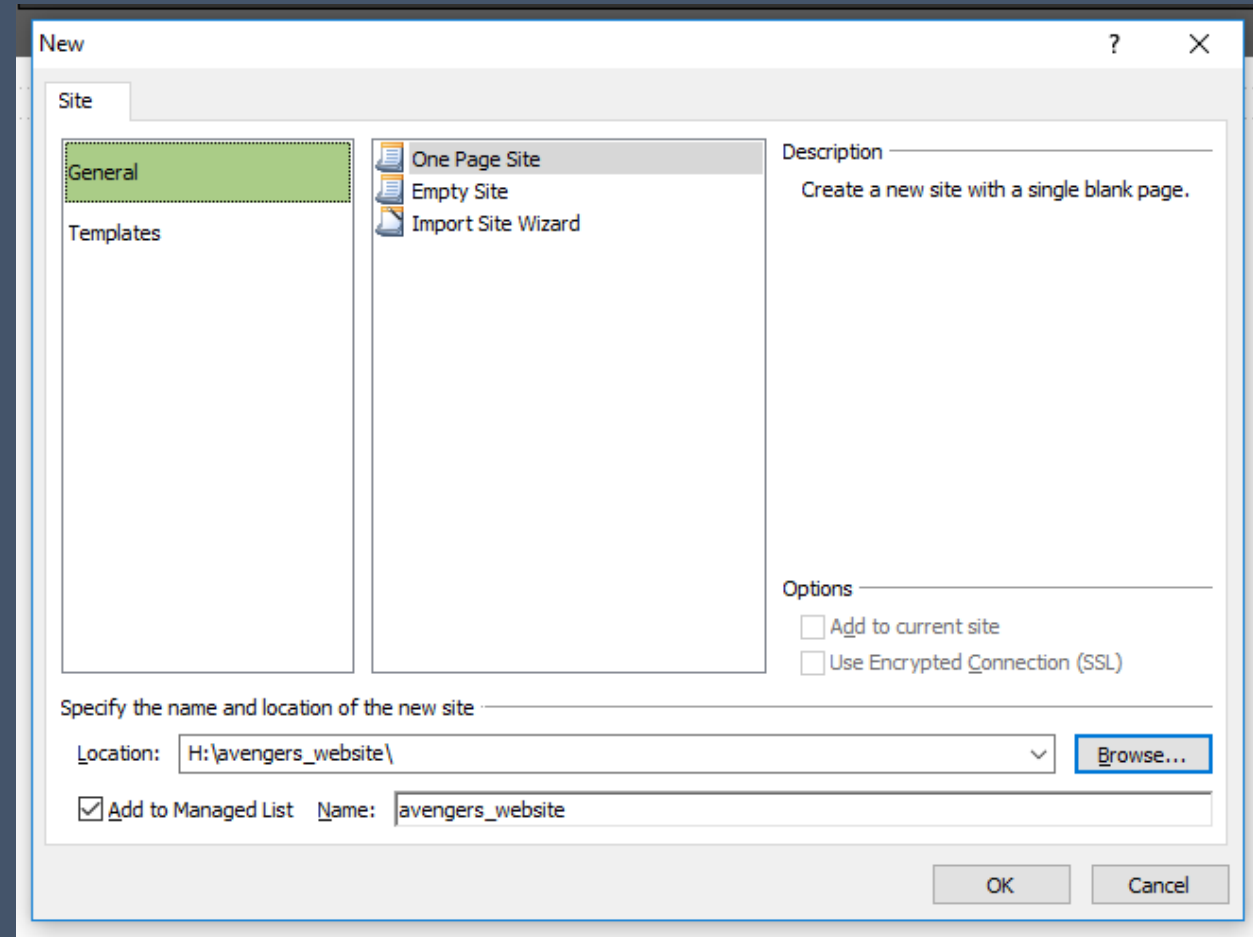 New
?
Site
General
Templates
One Page Site
Empty Site
Import Site Wizard
Description
Create a new site with a single blank page.
Options
Add to current site
Use Encrypted Connection (SSL)
Specify the name and location of the new site
Location: H:\avengers_website\ Browse...
Add to Managed List Name: avengers_website
OK Cancel